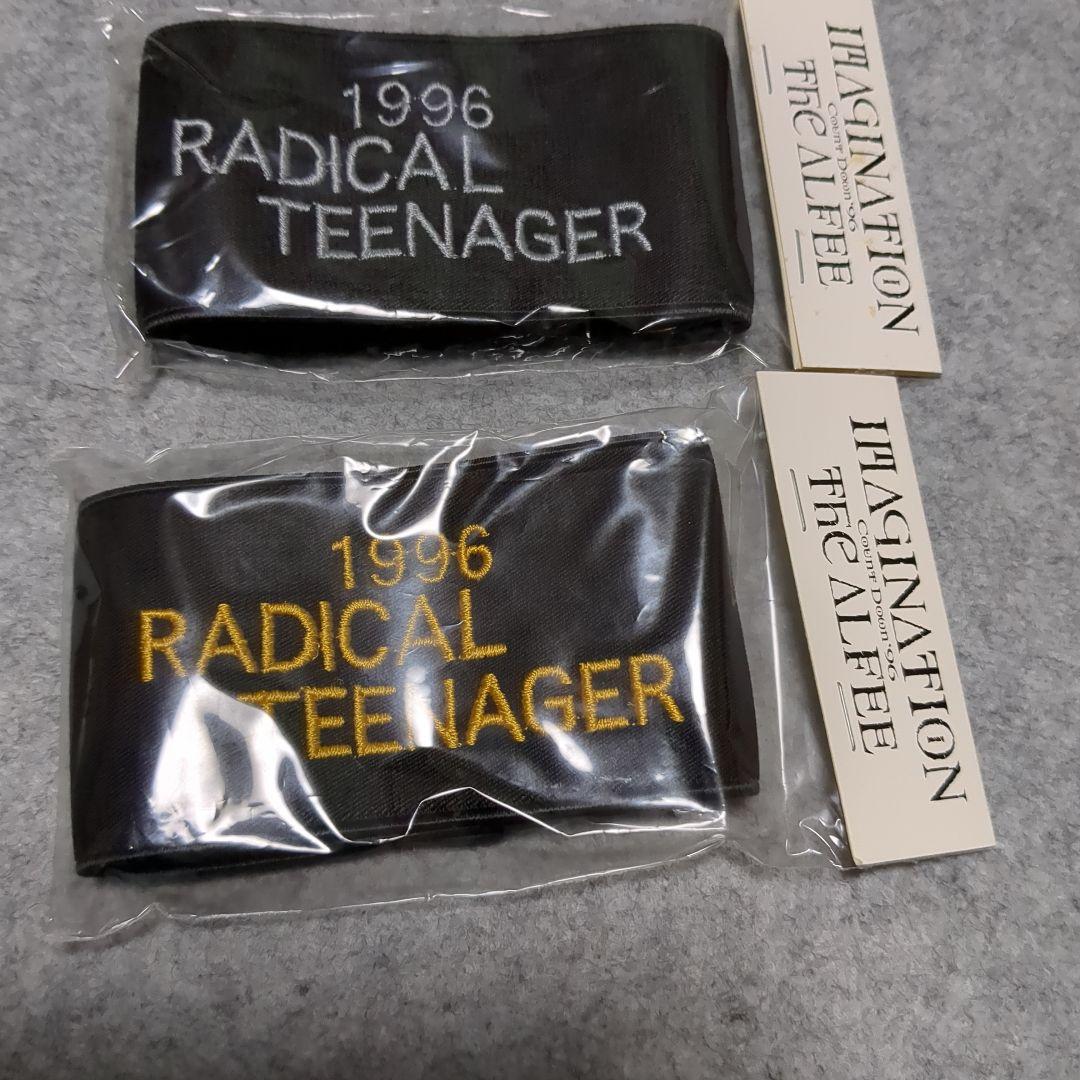 1996
RADICAL
TEENAGER
IMAGINATION
Count Down '96
The ALFEE
1996
RADICAL
TEENAGER
IMAGINATION
Count Down '96
The ALFEE